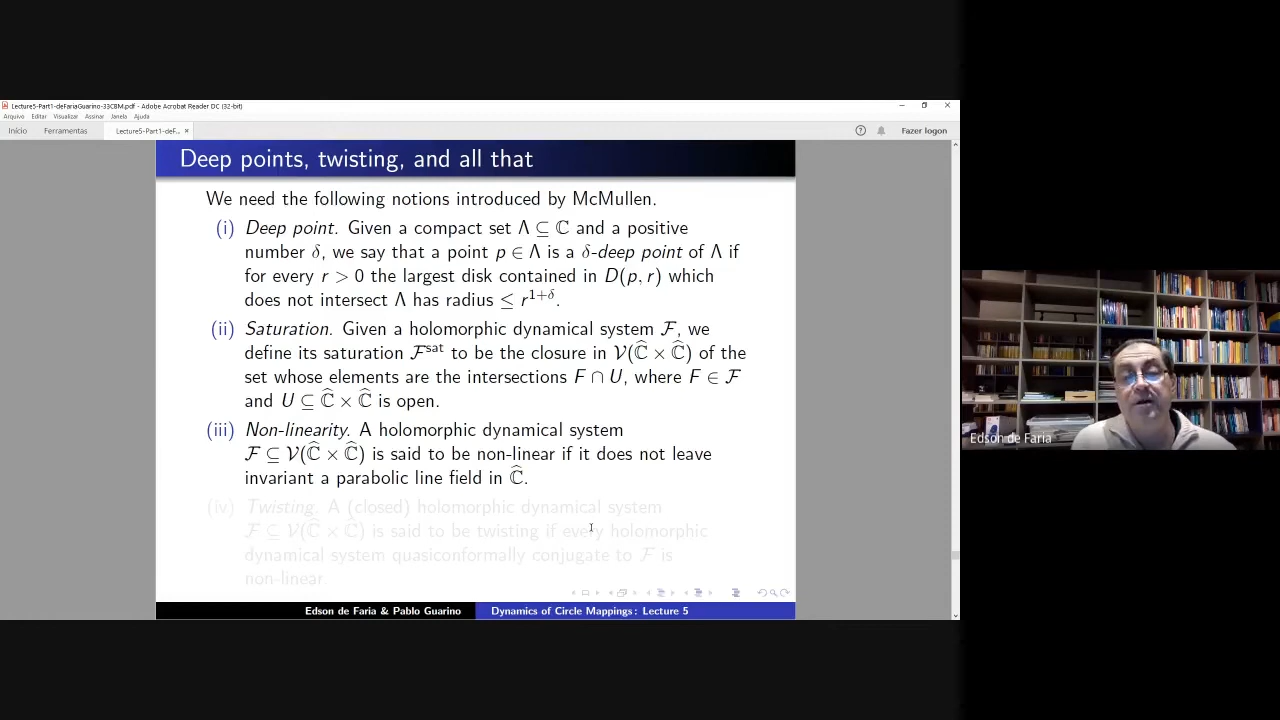 Lecture5-Part1-deFariaGuarino-33CBM.pdf - Adobe Acrobat Reader DC (32-bit)
Arquivo Editar Visualizar Assinar Janela Ajuda
Início Ferramentas Lecture5-Part1-deF... × Fazer logon
Deep points, twisting, and all that
We need the following notions introduced by McMullen.
(i) Deep point. Given a compact set Λ ⊆ ℂ and a positive
number δ, we say that a point p ∈ Λ is a δ-deep point of Λ if
for every r > 0 the largest disk contained in D(p, r) which
does not intersect Λ has radius ≤ r^{1+δ}.
(ii) Saturation. Given a holomorphic dynamical system ℱ, we
define its saturation ℱ^{sat} to be the closure in 𝒱(ℂ̂ × ℂ̂) of the
set whose elements are the intersections F ∩ U, where F ∈ ℱ
and U ⊆ ℂ̂ × ℂ̂ is open.
(iii) Non-linearity. A holomorphic dynamical system
ℱ ⊆ 𝒱(ℂ̂ × ℂ̂) is said to be non-linear if it does not leave
invariant a parabolic line field in ℂ̂.
(iv) Twisting. A (closed) holomorphic dynamical system
ℱ ⊆ 𝒱(ℂ̂ × ℂ̂) is said to be twisting if every holomorphic
dynamical system quasiconformally conjugate to ℱ is
non-linear
Edson de Faria & Pablo Guarino Dynamics of Circle Mappings: Lecture 5
Edson de Faria